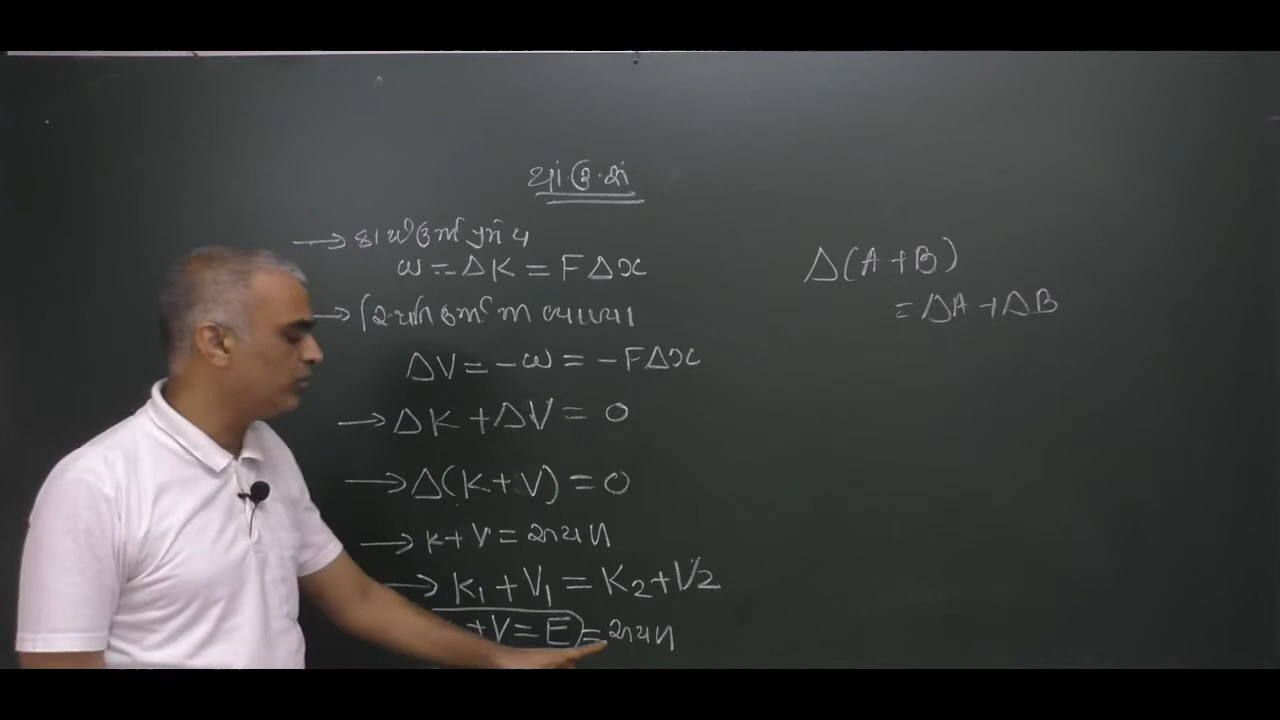 યાં.ઉ.સં
→ કાર્યઊર્જા પ્રમેય
W = ΔK = FΔx
→ સ્થિતિઊર્જાની વ્યાખ્યા
ΔV = -W = -FΔx
→ ΔK + ΔV = 0
→ Δ(K + V) = 0
→ K + V = અચળ
→ K₁ + V₁ = K₂ + V₂
+ V = E = અચળ
Δ(A + B)
= ΔA + ΔB